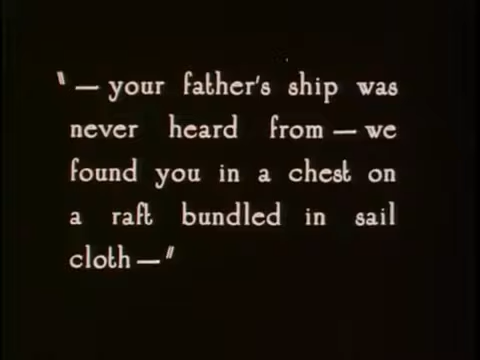 "— your father's ship was
never heard from — we
found you in a chest on
a raft bundled in sail
cloth —"